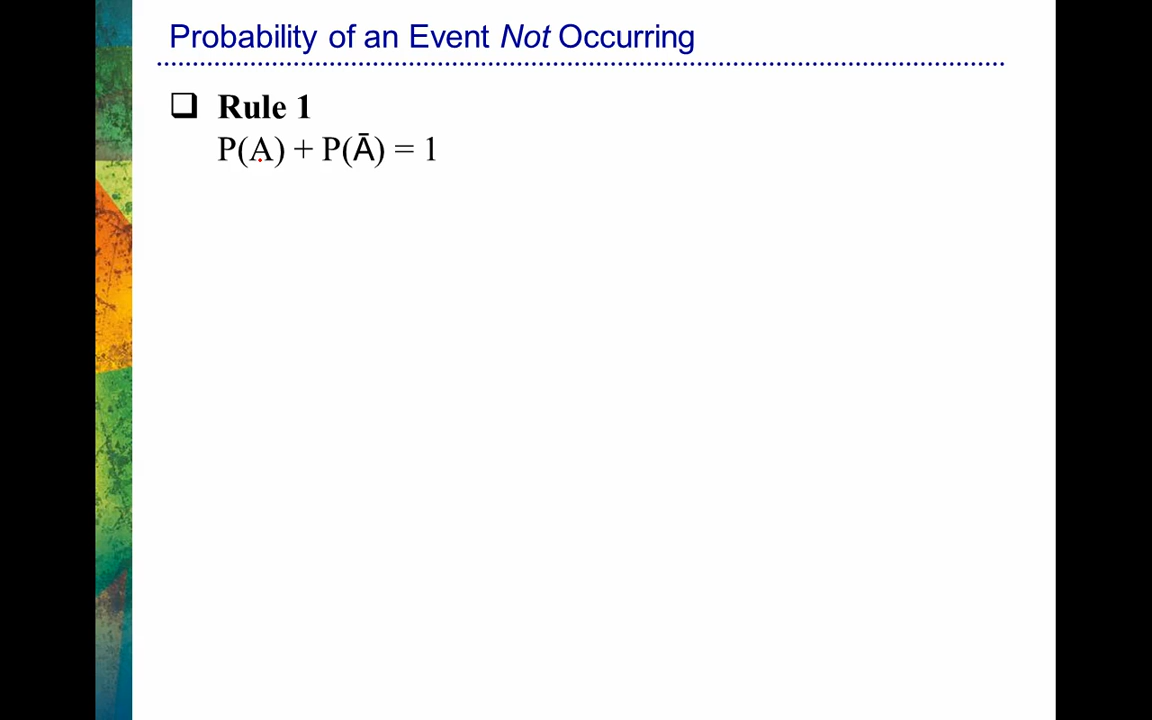 Probability of an Event Not Occurring
Rule 1
P(A) + P(Ā) = 1